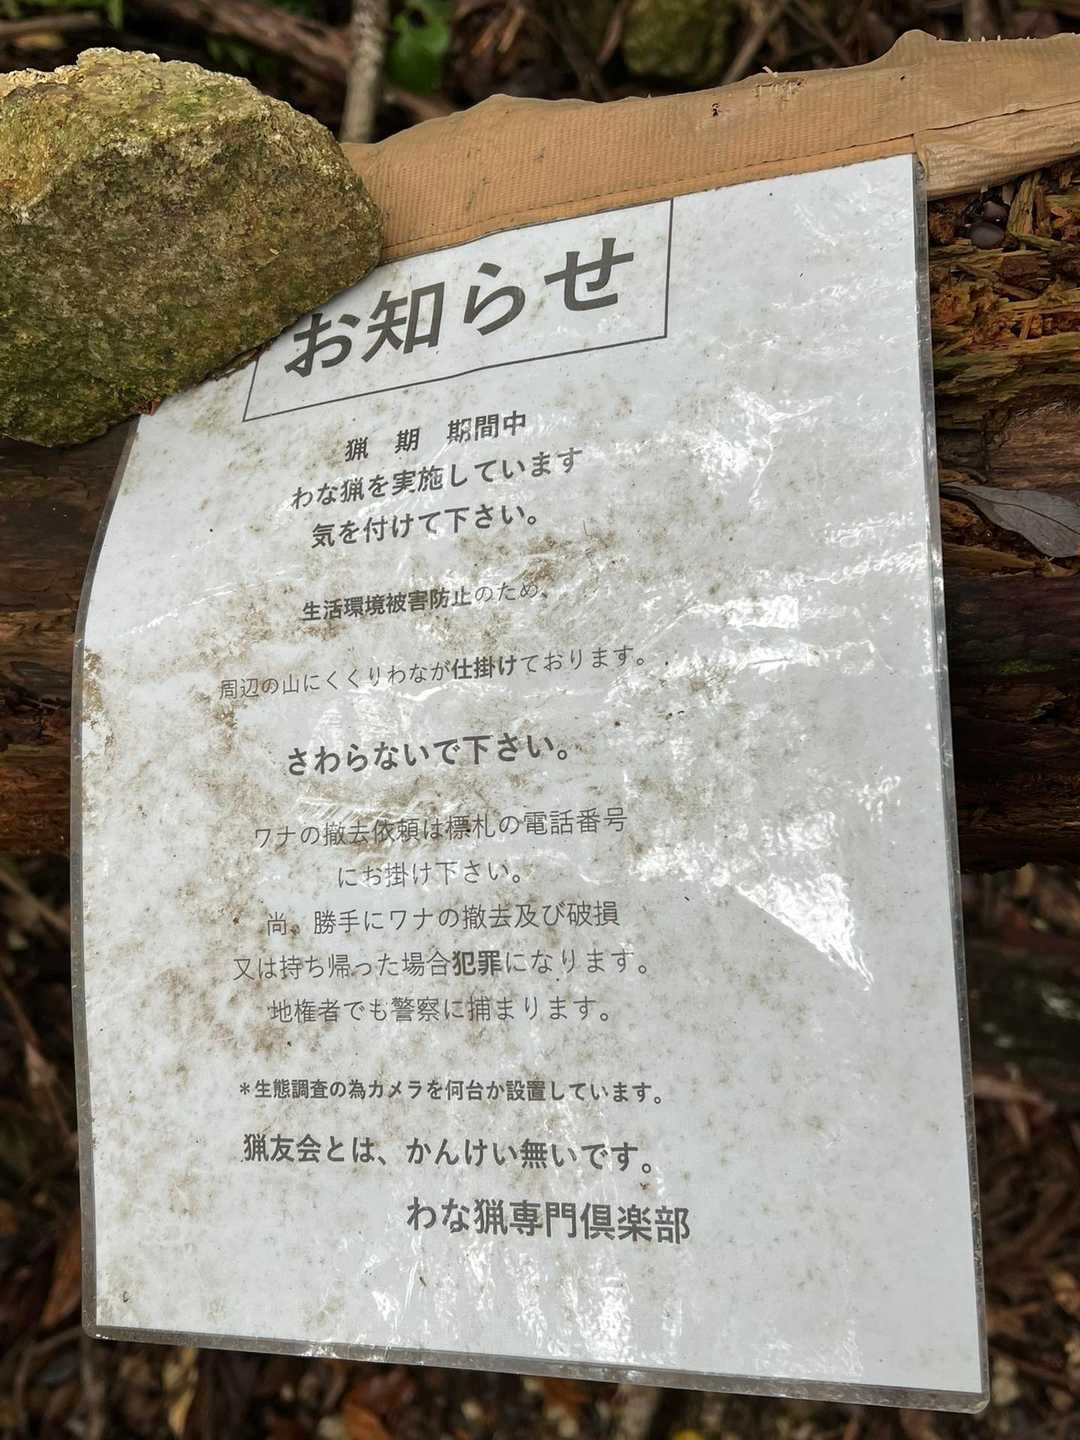 お知らせ
猟　期　期間中
わな猟を実施しています
気を付けて下さい。
生活環境被害防止のため、
周辺の山にくくりわなが仕掛けております。
さわらないで下さい。
ワナの撤去依頼は標札の電話番号
にお掛け下さい。
尚、勝手にワナの撤去及び破損
又は持ち帰った場合犯罪になります。
地権者でも警察に捕まります。
＊生態調査の為カメラを何台か設置しています。
猟友会とは、かんけい無いです。
わな猟専門倶楽部